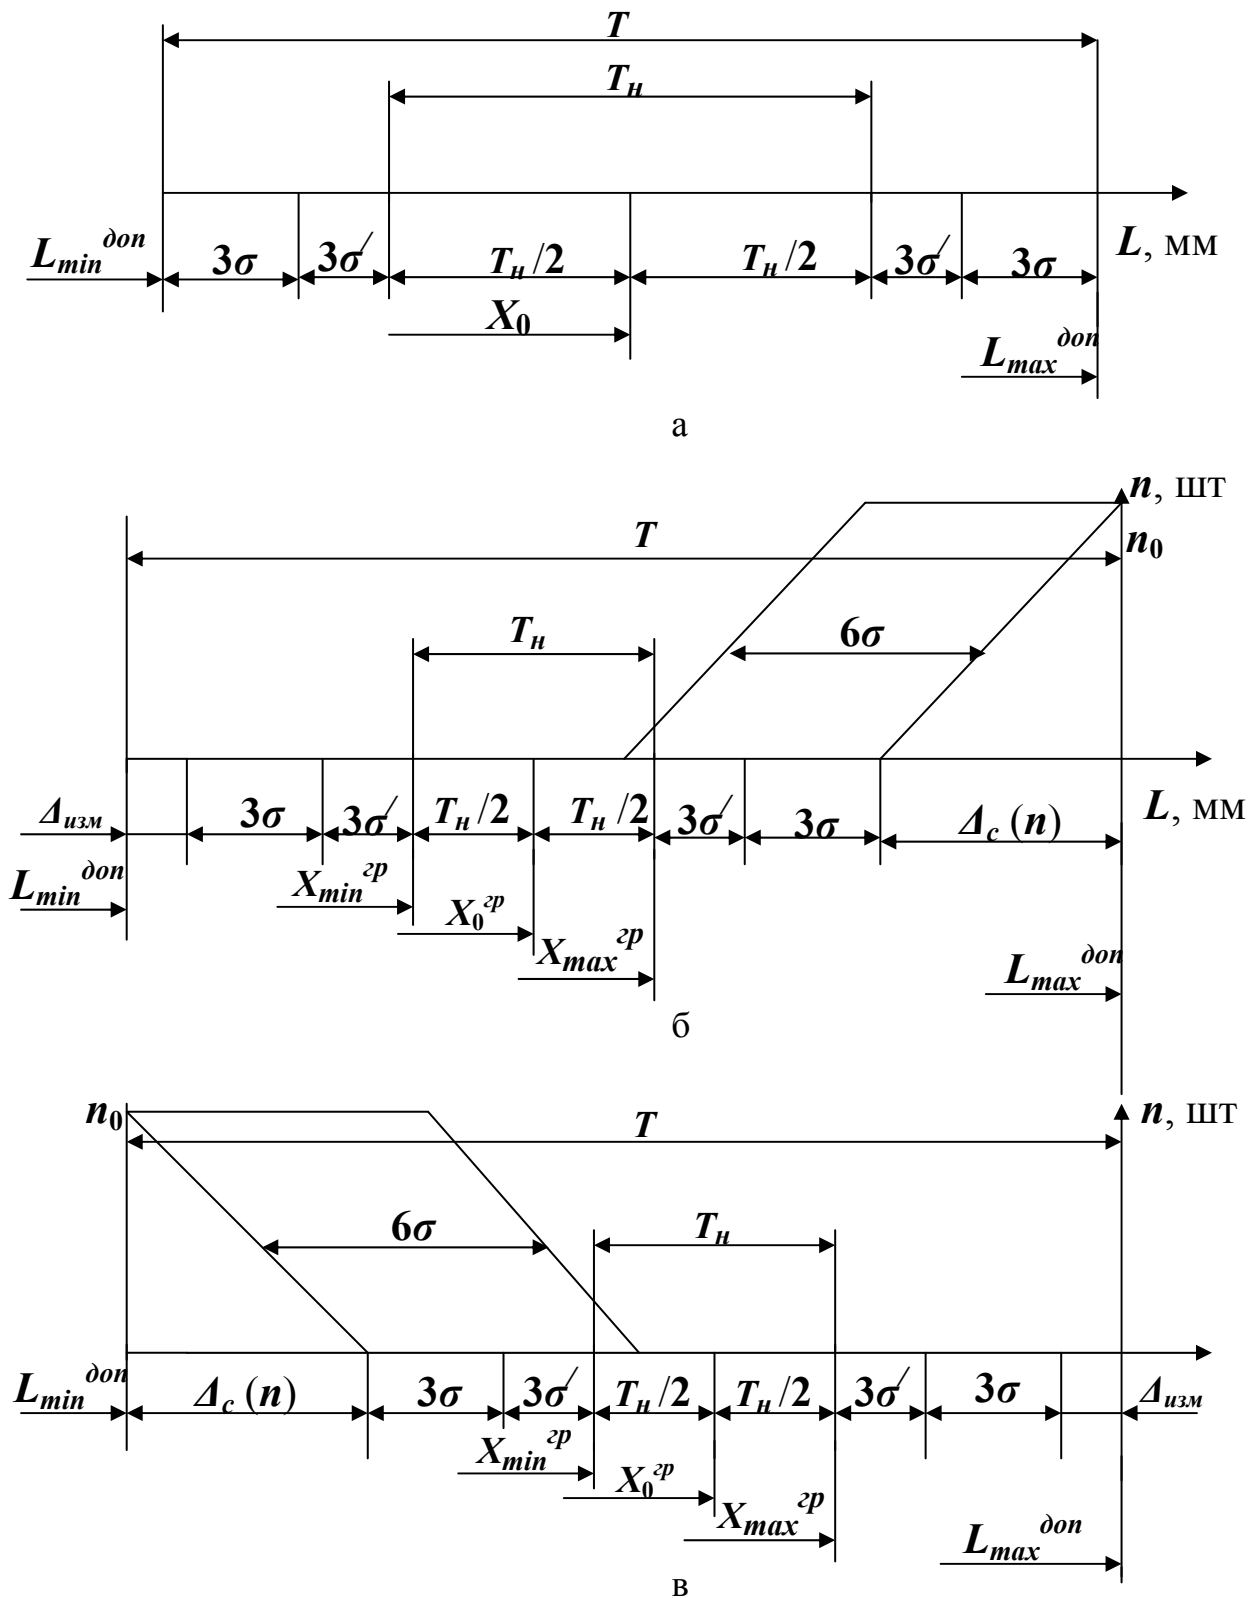 T
Tн
Lmin доп 3σ 3σ′ Tн/2 Tн/2 3σ′ 3σ L, мм
X0
Lmax доп
а
n, шт
T n0
Tн 6σ
Δизм 3σ 3σ′ Tн/2 Tн/2 3σ′ 3σ Δс (n) L, мм
Lmin доп Xmin гр
X0 гр
Xmax гр Lmax доп
б
n0 T n, шт
6σ Tн
Lmin доп Δс (n) 3σ 3σ′ Tн/2 Tн/2 3σ′ 3σ Δизм
Xmin гр
X0 гр
Xmax гр Lmax доп
в